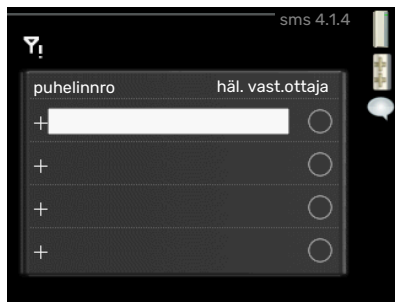 sms 4.1.4
puhelinnro häl. vast.ottaja
+
+
+
+